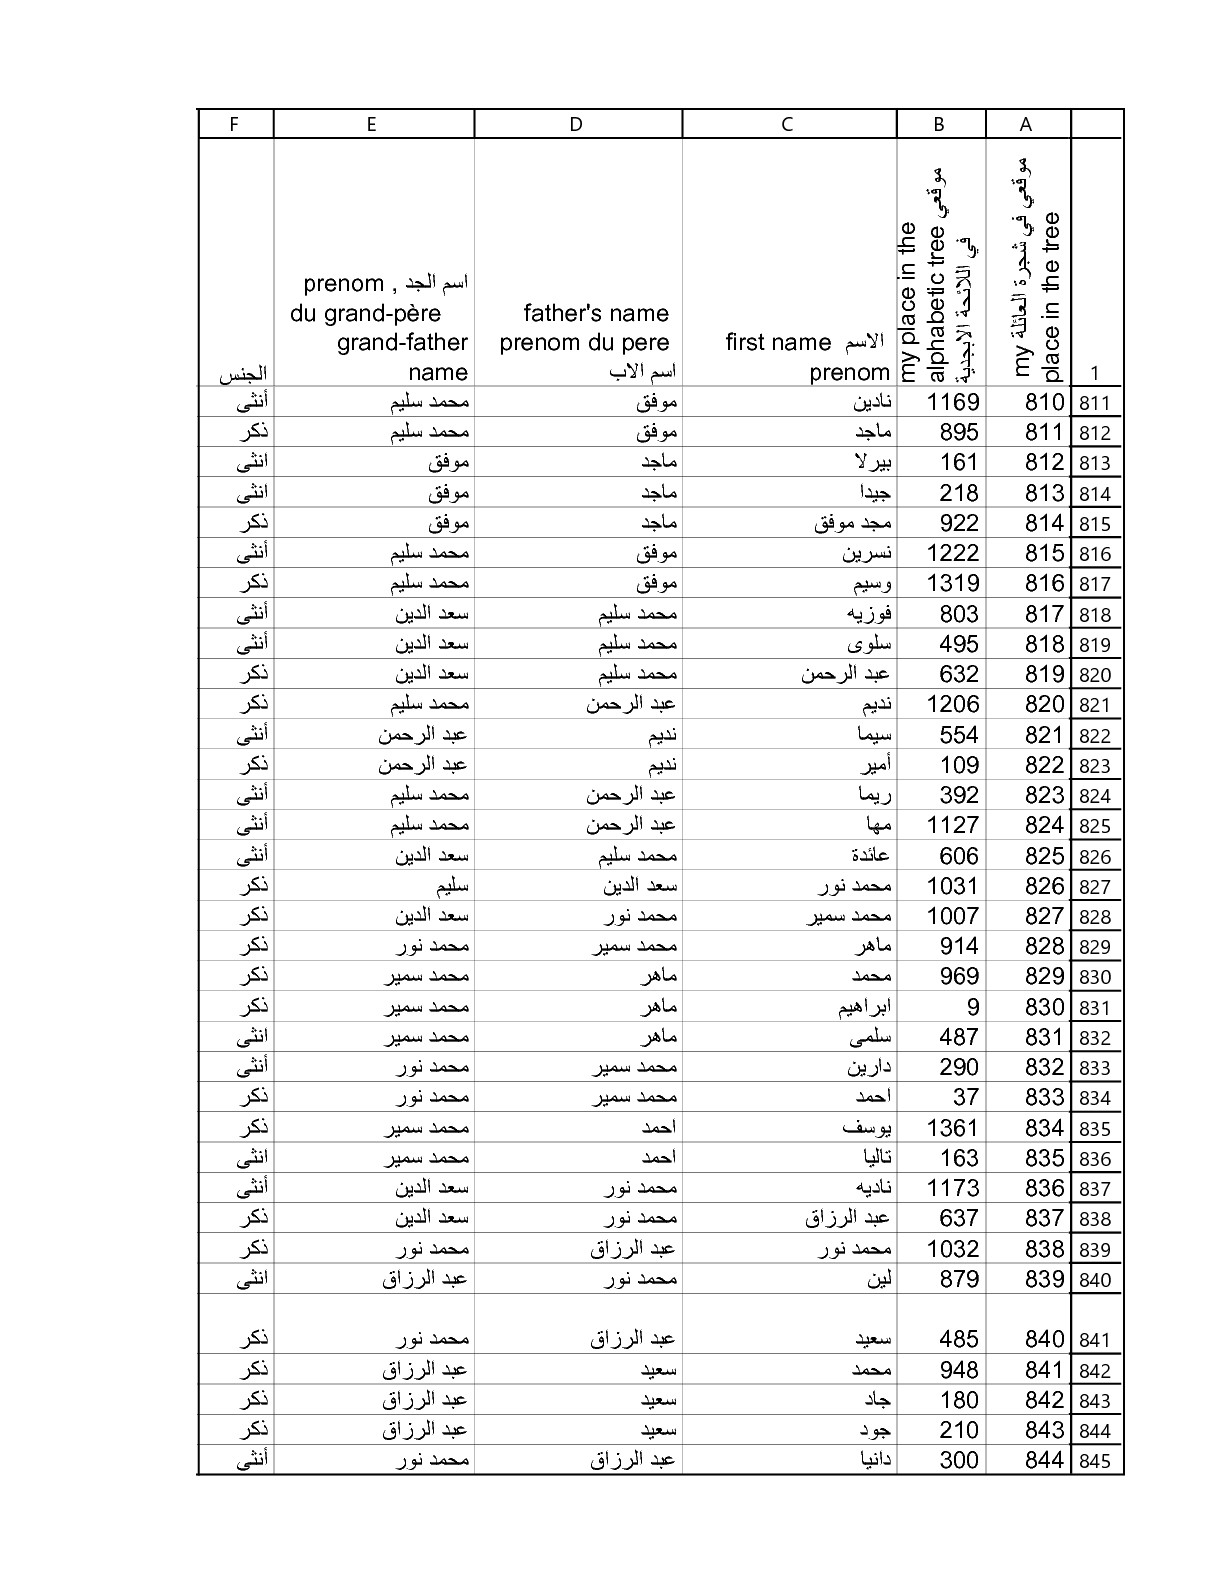 F E D C B A
الجنس
اسم الجد , prenom
du grand-père
grand-father
name
father's name
prenom du pere
اسم الاب
الاسم first name
prenom
my place in the
alphabetic tree موقعي
في اللائحة الابجدية
موقعي في شجرة العائلة my
place in the tree
1
811 810 1169 نادين موفق محمد سليم أنثى
812 811 895 ماجد موفق محمد سليم ذكر
813 812 161 بيرلا ماجد موفق انثى
814 813 218 جيدا ماجد موفق انثى
815 814 922 مجد موفق ماجد موفق ذكر
816 815 1222 نسرين موفق محمد سليم أنثى
817 816 1319 وسيم موفق محمد سليم ذكر
818 817 803 فوزيه محمد سليم سعد الدين أنثى
819 818 495 سلوى محمد سليم سعد الدين أنثى
820 819 632 عبد الرحمن محمد سليم سعد الدين ذكر
821 820 1206 نديم عبد الرحمن محمد سليم ذكر
822 821 554 سيما نديم عبد الرحمن أنثى
823 822 109 أمير نديم عبد الرحمن ذكر
824 823 392 ريما عبد الرحمن محمد سليم أنثى
825 824 1127 مها عبد الرحمن محمد سليم أنثى
826 825 606 عائدة محمد سليم سعد الدين أنثى
827 826 1031 محمد نور سعد الدين سليم ذكر
828 827 1007 محمد سمير محمد نور سعد الدين ذكر
829 828 914 ماهر محمد سمير محمد نور ذكر
830 829 969 محمد ماهر محمد سمير ذكر
831 830 9 ابراهيم ماهر محمد سمير ذكر
832 831 487 سلمى ماهر محمد سمير انثى
833 832 290 دارين محمد سمير محمد نور أنثى
834 833 37 احمد محمد سمير محمد نور ذكر
835 834 1361 يوسف احمد محمد سمير ذكر
836 835 163 تاليا احمد محمد سمير انثى
837 836 1173 ناديه محمد نور سعد الدين أنثى
838 837 637 عبد الرزاق محمد نور سعد الدين ذكر
839 838 1032 محمد نور عبد الرزاق محمد نور ذكر
840 839 879 لين محمد نور عبد الرزاق انثى
841 840 485 سعيد عبد الرزاق محمد نور ذكر
842 841 948 محمد سعيد عبد الرزاق ذكر
843 842 180 جاد سعيد عبد الرزاق ذكر
844 843 210 جود سعيد عبد الرزاق ذكر
845 844 300 دانيا عبد الرزاق محمد نور أنثى